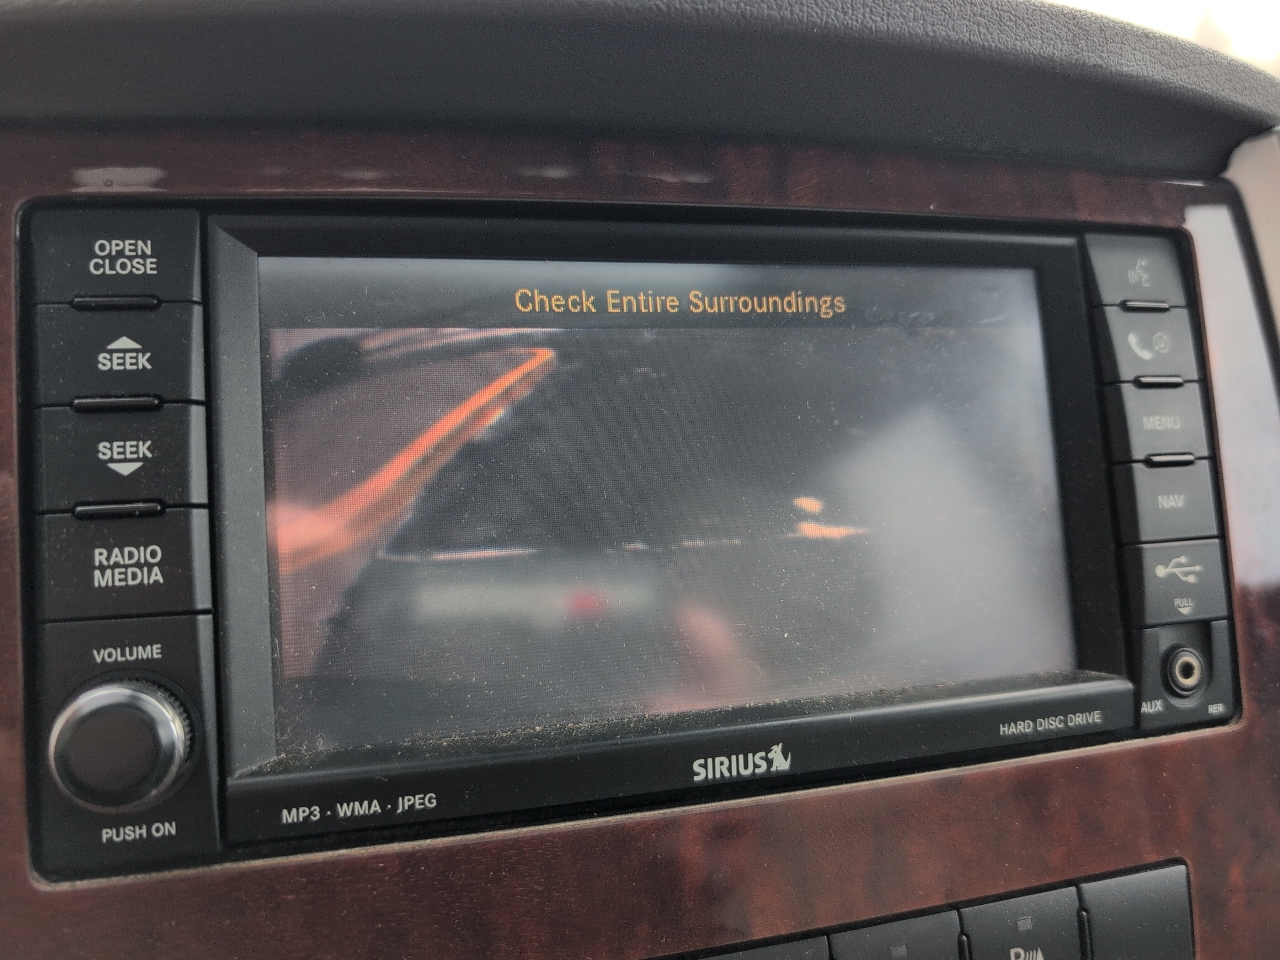 OPEN
CLOSE
SEEK
SEEK
RADIO
MEDIA
VOLUME
PUSH ON
Check Entire Surroundings
MP3 · WMA · JPEG
SIRIUS
HARD DISC DRIVE
MENU
NAV
PULL
AUX
P